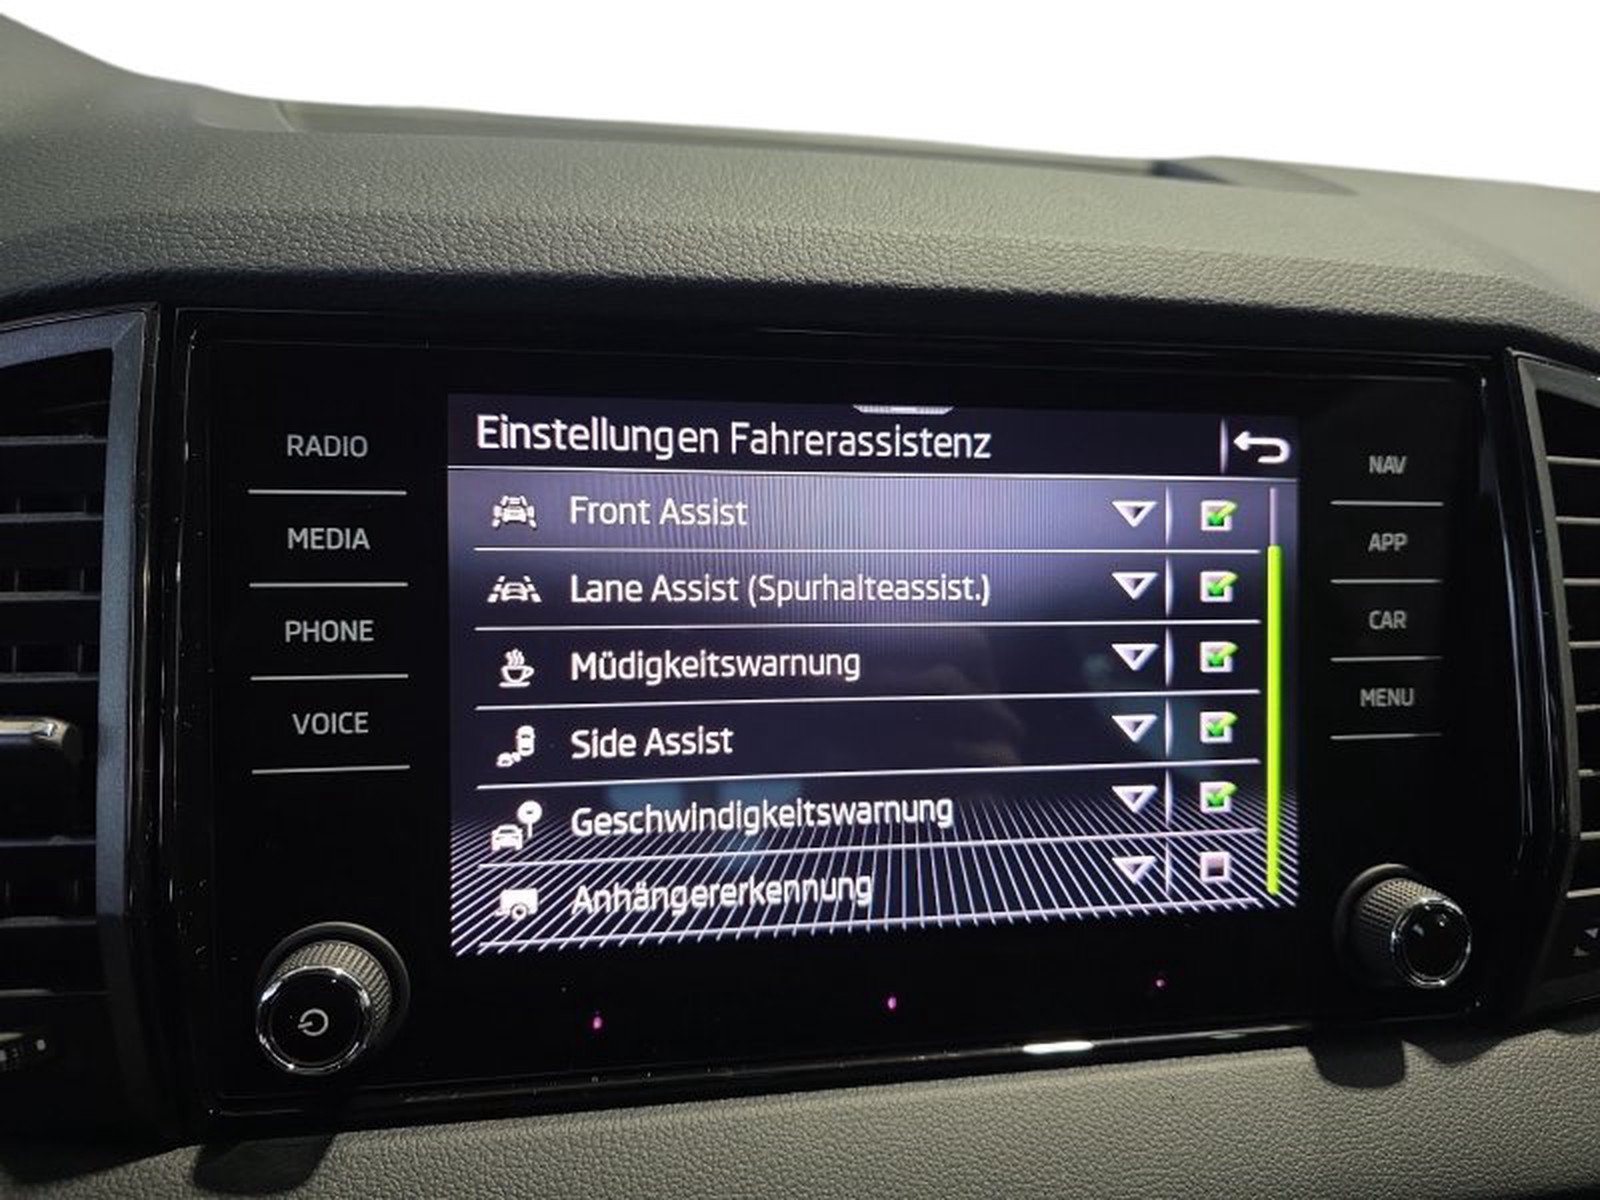 RADIO
MEDIA
PHONE
VOICE
Einstellungen Fahrerassistenz
Front Assist
Lane Assist (Spurhalteassist.)
Müdigkeitswarnung
Side Assist
Geschwindigkeitswarnung
Anhängererkennung
NAV
APP
CAR
MENU